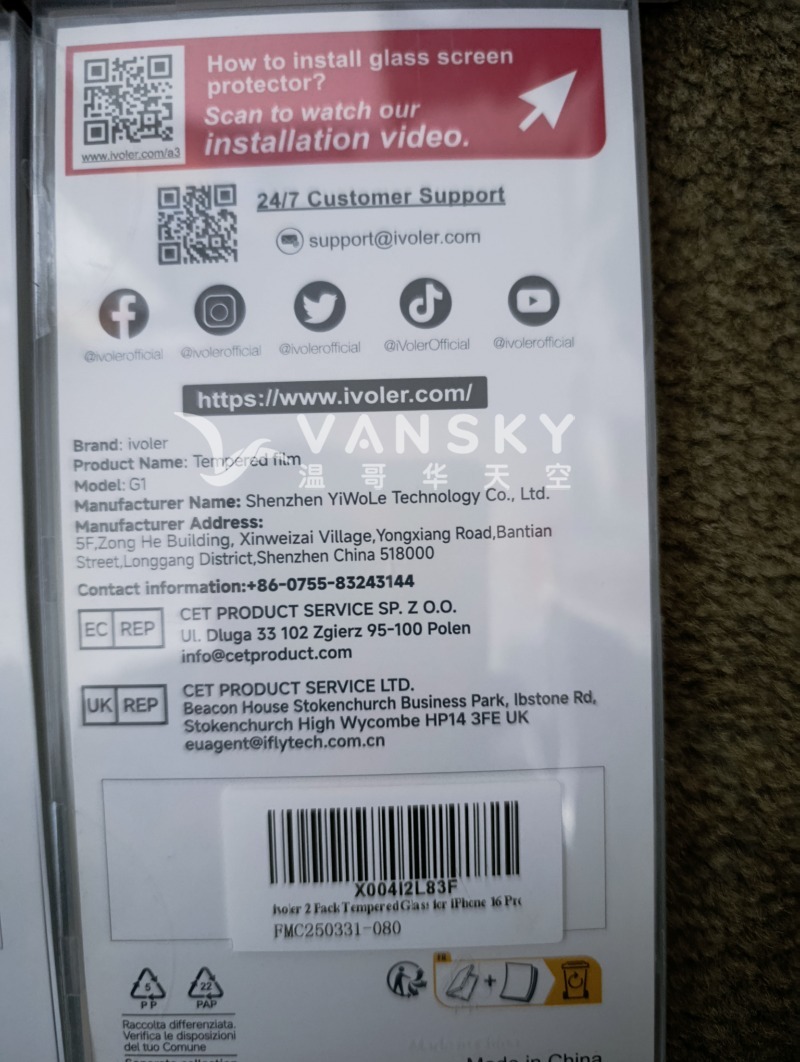 How to install glass screen
protector?
Scan to watch our
installation video.
www.ivoler.com/a3
24/7 Customer Support
support@ivoler.com
@ivolerofficial @ivolerofficial @ivolerofficial @iVolerOfficial @ivolerofficial
https://www.ivoler.com/
VANSKY
温哥华天空
Brand: ivoler
Product Name: Tempered film
Model: G1
Manufacturer Name: Shenzhen YiWoLe Technology Co., Ltd.
Manufacturer Address:
5F,Zong He Building, Xinweizai Village,Yongxiang Road,Bantian
Street,Longgang District,Shenzhen China 518000
Contact information:+86-0755-83243144
EC REP
CET PRODUCT SERVICE SP. Z O.O.
Ul. Dluga 33 102 Zgierz 95-100 Polen
info@cetproduct.com
UK REP
CET PRODUCT SERVICE LTD.
Beacon House Stokenchurch Business Park, Ibstone Rd,
Stokenchurch High Wycombe HP14 3FE UK
euagent@iflytech.com.cn
X004I2L83F
ivoler 2 Pack Tempered Glass for iPhone 16 Pro
FMC250331-080
5
PP
22
PAP
FR
+
Raccolta differenziata.
Verifica le disposizioni
del tuo Comune
Made in China